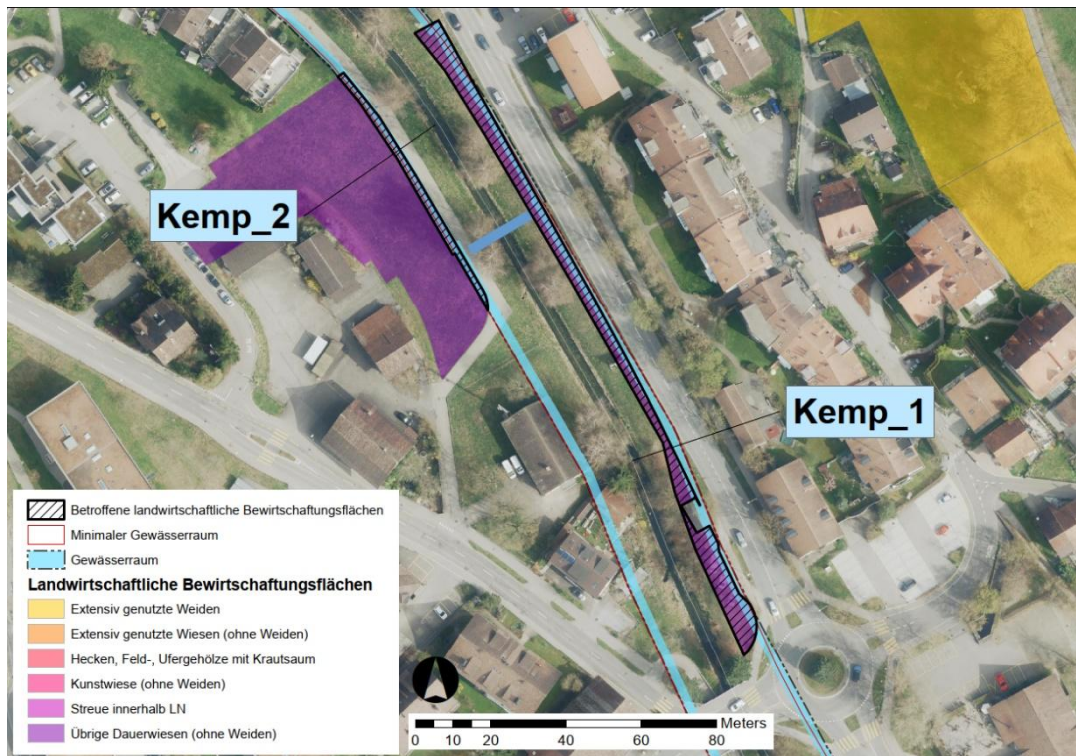 Kemp_2
Kemp_1
Betroffene landwirtschaftliche Bewirtschaftungsflächen
Minimaler Gewässerraum
Gewässerraum
Landwirtschaftliche Bewirtschaftungsflächen
Extensiv genutzte Weiden
Extensiv genutzte Wiesen (ohne Weiden)
Hecken, Feld-, Ufergehölze mit Krautsaum
Kunstwiese (ohne Weiden)
Streue innerhalb LN
Übrige Dauerwiesen (ohne Weiden)
Meters
0 10 20 40 60 80